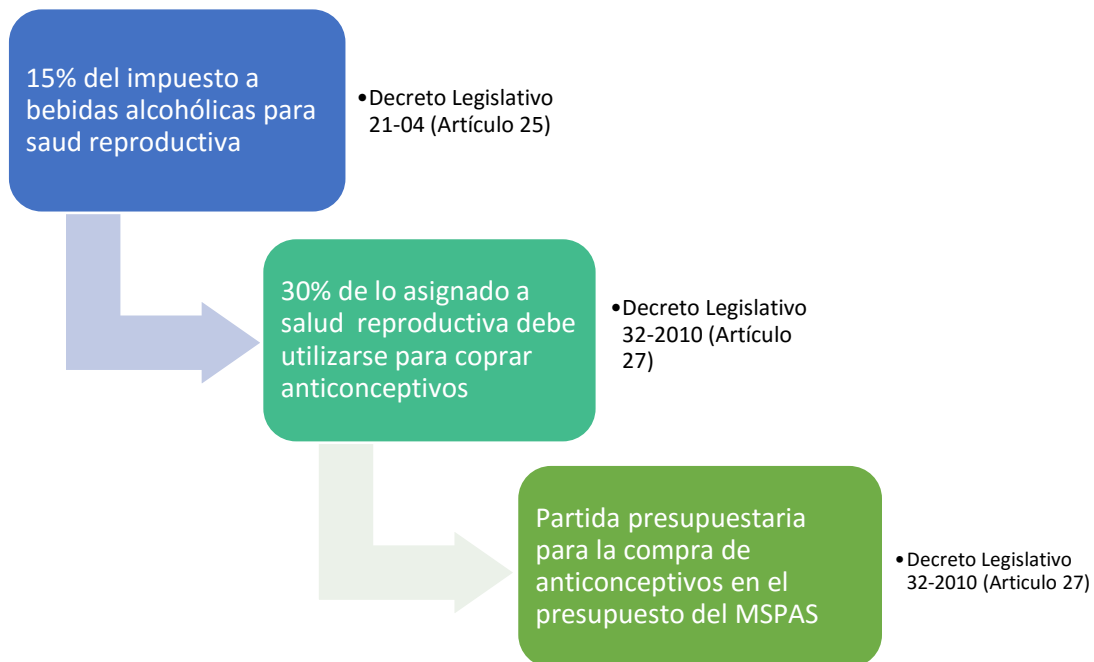 15% del impuesto a
bebidas alcohólicas para
saud reproductiva
•Decreto Legislativo
21-04 (Artículo 25)
30% de lo asignado a
salud reproductiva debe
utilizarse para coprar
anticonceptivos
•Decreto Legislativo
32-2010 (Artículo
27)
Partida presupuestaria
para la compra de
anticonceptivos en el
presupuesto del MSPAS
•Decreto Legislativo
32-2010 (Articulo 27)